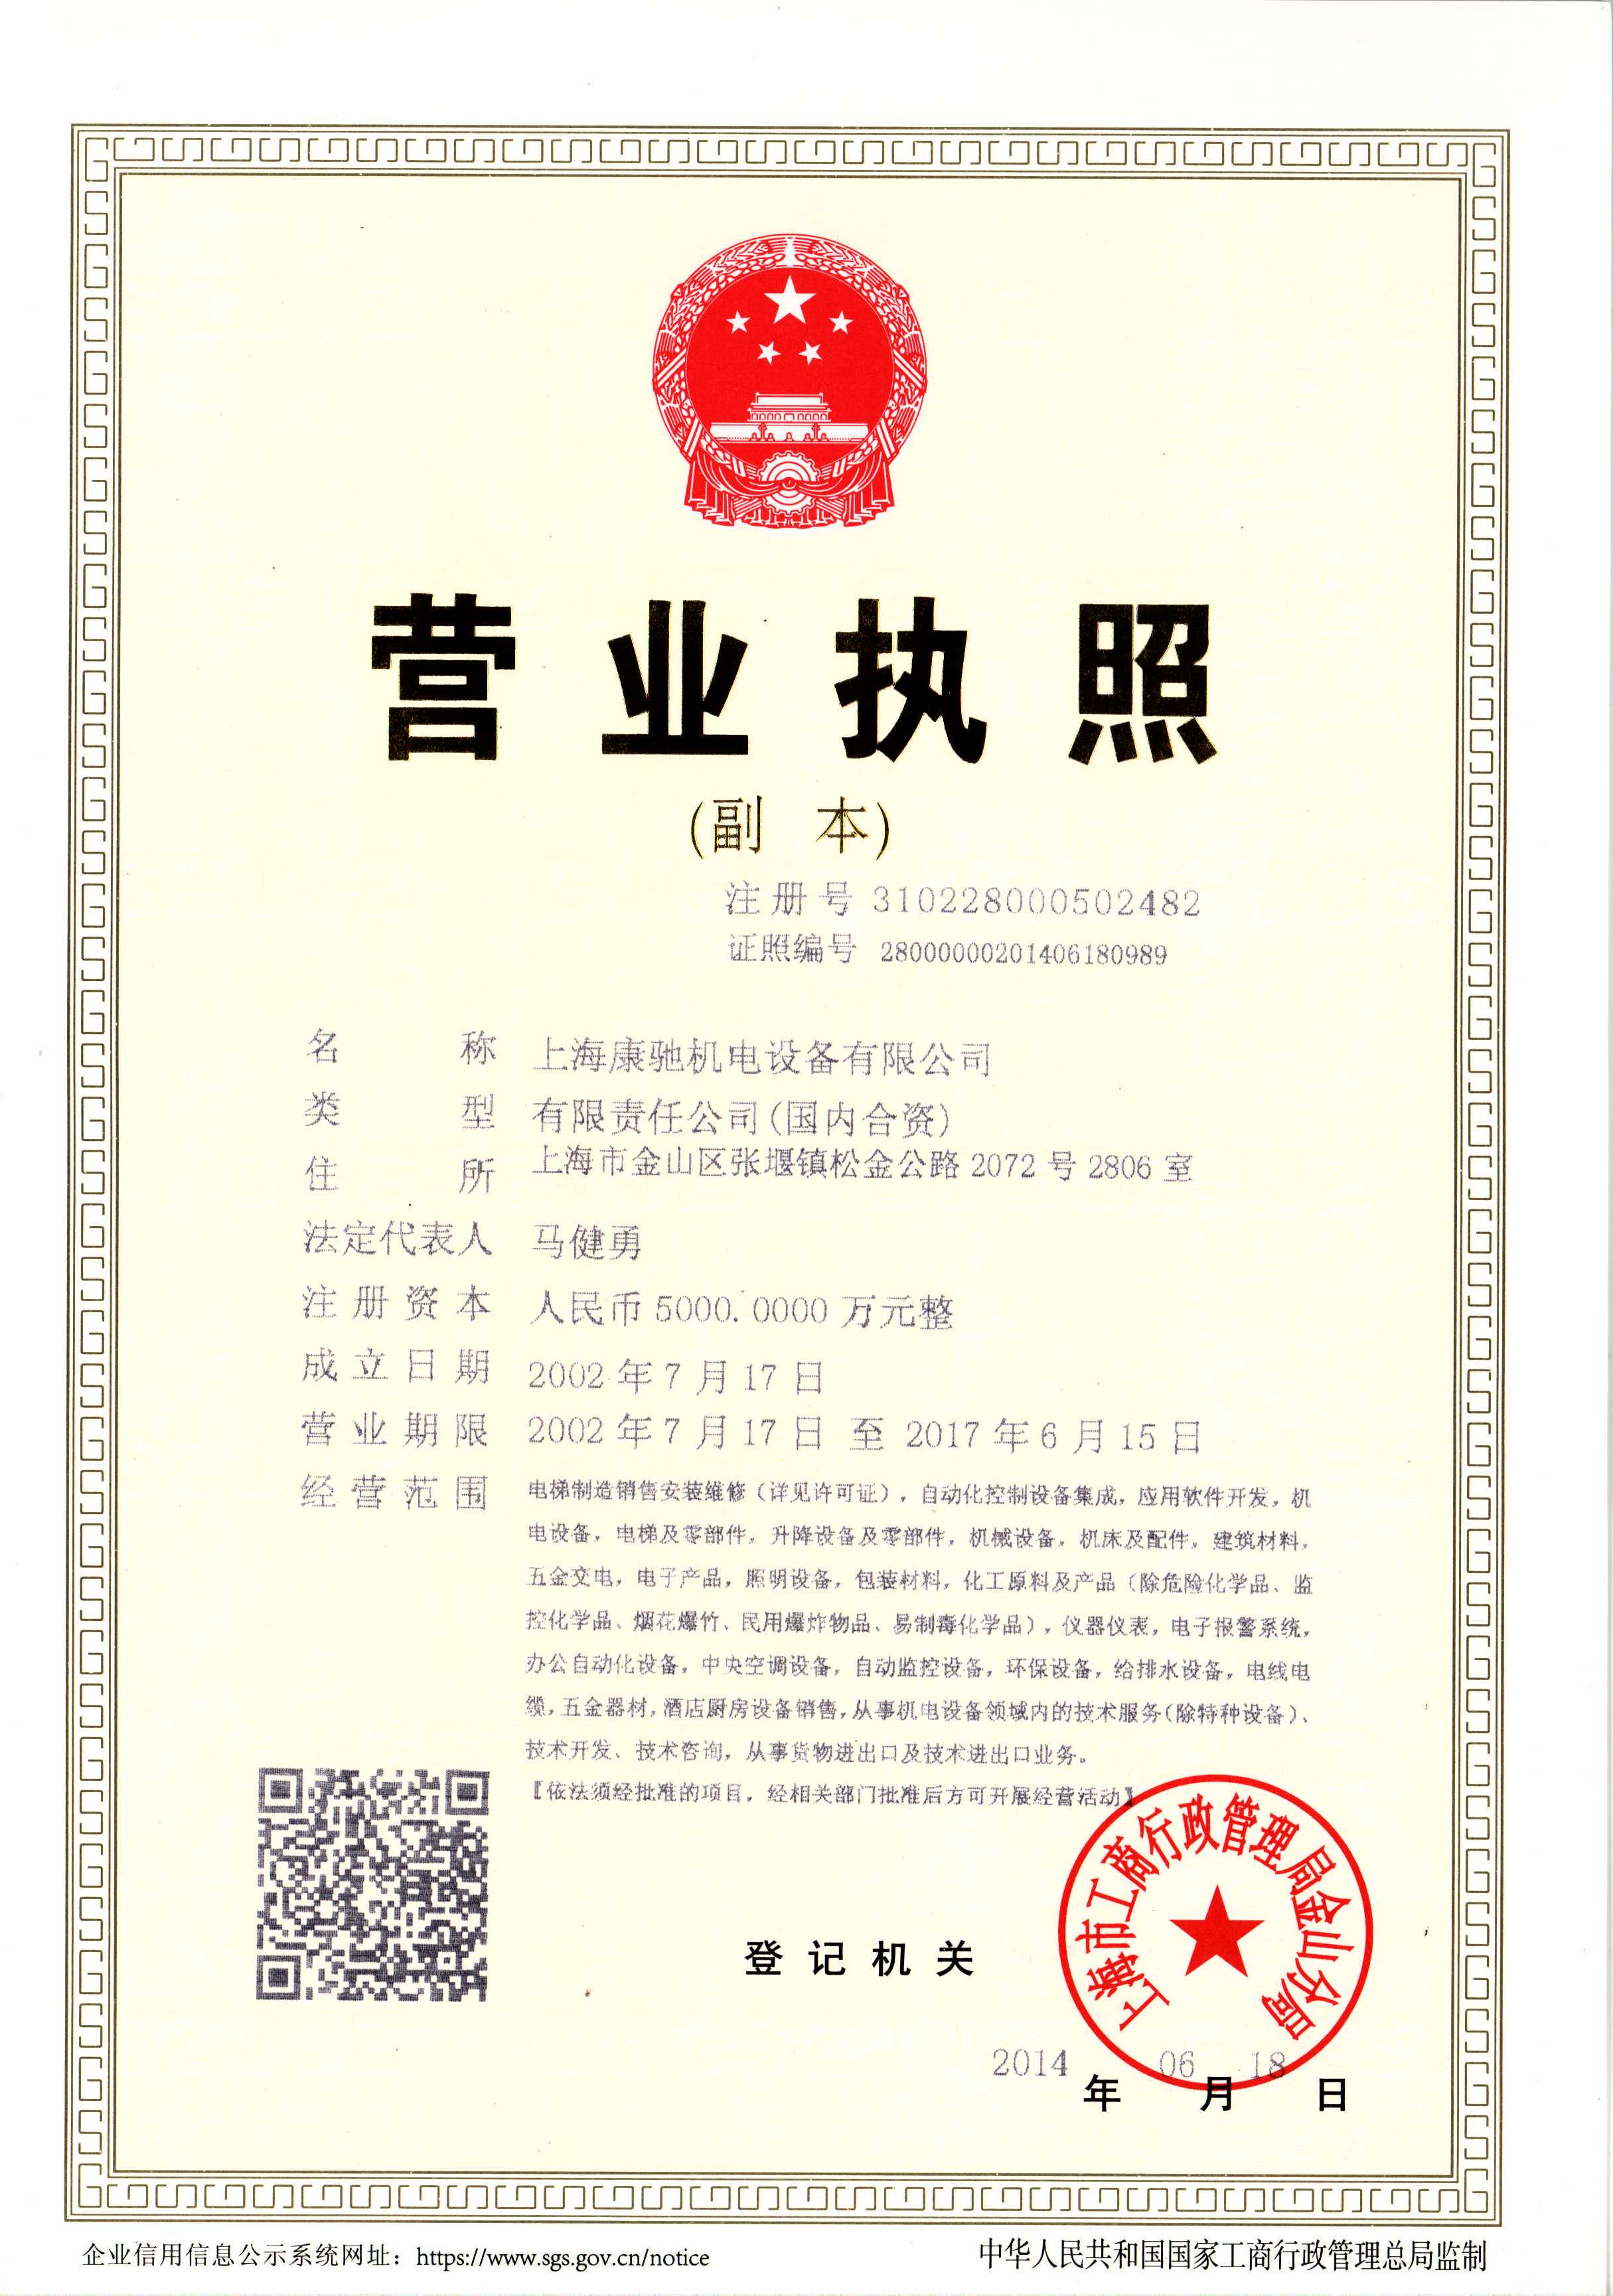 营业执照
(副 本)
注册号 310228000502482
证照编号 28000000201406180989
名称 上海康驰机电设备有限公司
类型 有限责任公司(国内合资)
住所 上海市金山区张堰镇松金公路 2072 号 2806 室
法定代表人 马健勇
注册资本 人民币 5000.0000 万元整
成立日期 2002 年 7 月 17 日
营业期限 2002 年 7 月 17 日 至 2017 年 6 月 15 日
经营范围 电梯制造销售安装维修（详见许可证），自动化控制设备集成，应用软件开发，机
电设备，电梯及零部件，升降设备及零部件，机械设备，机床及配件，建筑材料，
五金交电，电子产品，照明设备，包装材料，化工原料及产品（除危险化学品、监
控化学品、烟花爆竹、民用爆炸物品、易制毒化学品），仪器仪表，电子报警系统，
办公自动化设备，中央空调设备，自动监控设备，环保设备，给排水设备，电线电
缆，五金器材，酒店厨房设备销售，从事机电设备领域内的技术服务（除特种设备）、
技术开发、技术咨询，从事货物进出口及技术进出口业务。
【依法须经批准的项目，经相关部门批准后方可开展经营活动】
上海市工商行政管理局金山分局
登记机关
2014 年 06 月 18 日
企业信用信息公示系统网址：https://www.sgs.gov.cn/notice
中华人民共和国国家工商行政管理总局监制